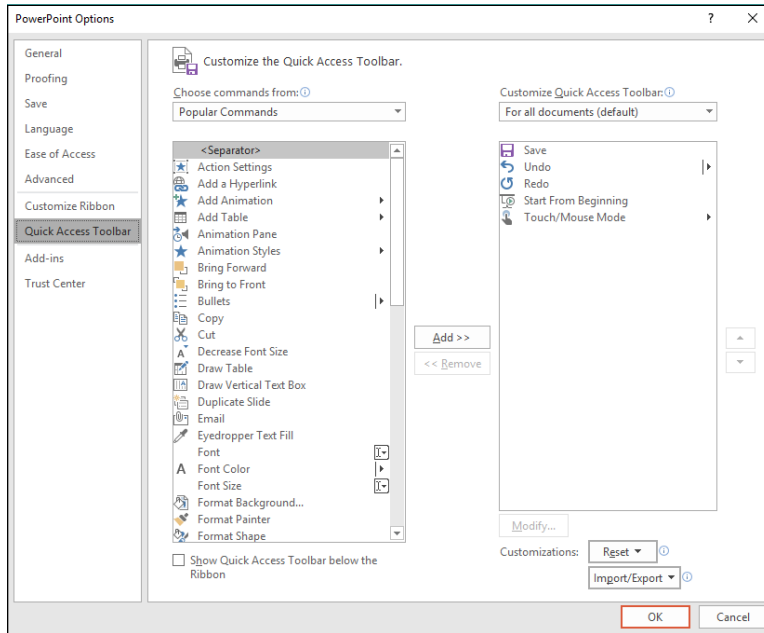 PowerPoint Options
?
General
Proofing
Save
Language
Ease of Access
Advanced
Customize Ribbon
Quick Access Toolbar
Add-ins
Trust Center
Customize the Quick Access Toolbar.
Choose commands from:
Popular Commands
<Separator>
Action Settings
Add a Hyperlink
Add Animation
Add Table
Animation Pane
Animation Styles
Bring Forward
Bring to Front
Bullets
Copy
Cut
Decrease Font Size
Draw Table
Draw Vertical Text Box
Duplicate Slide
Email
Eyedropper Text Fill
Font
Font Color
Font Size
Format Background...
Format Painter
Format Shape
Show Quick Access Toolbar below the
Ribbon
Add >>
<< Remove
Customize Quick Access Toolbar:
For all documents (default)
Save
Undo
Redo
Start From Beginning
Touch/Mouse Mode
Modify...
Customizations:
Reset
Import/Export
OK
Cancel